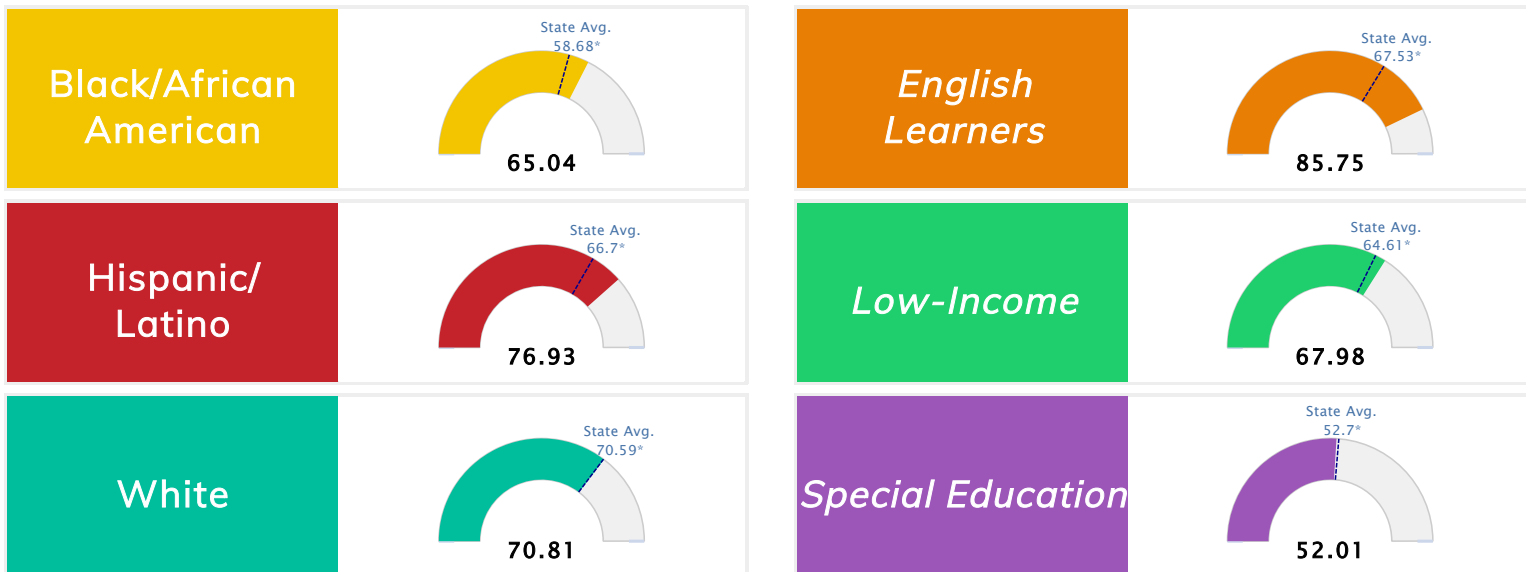 Black/African
American
State Avg.
58.68*
65.04
English
Learners
State Avg.
67.53*
85.75
Hispanic/
Latino
State Avg.
66.7*
76.93
Low-Income
State Avg.
64.61*
67.98
White
State Avg.
70.59*
70.81
Special Education
State Avg.
52.7*
52.01